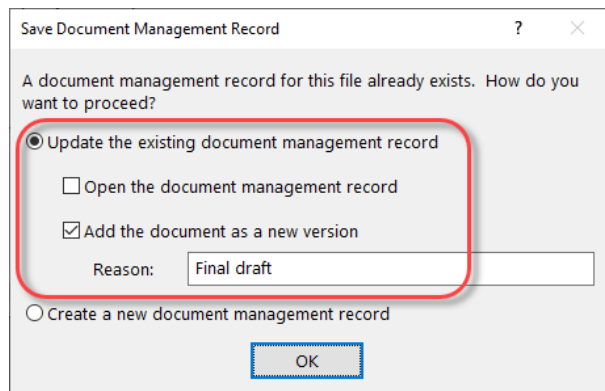 Save Document Management Record ?
A document management record for this file already exists.  How do you
want to proceed?
Update the existing document management record
Open the document management record
Add the document as a new version
Reason: Final draft
Create a new document management record
OK